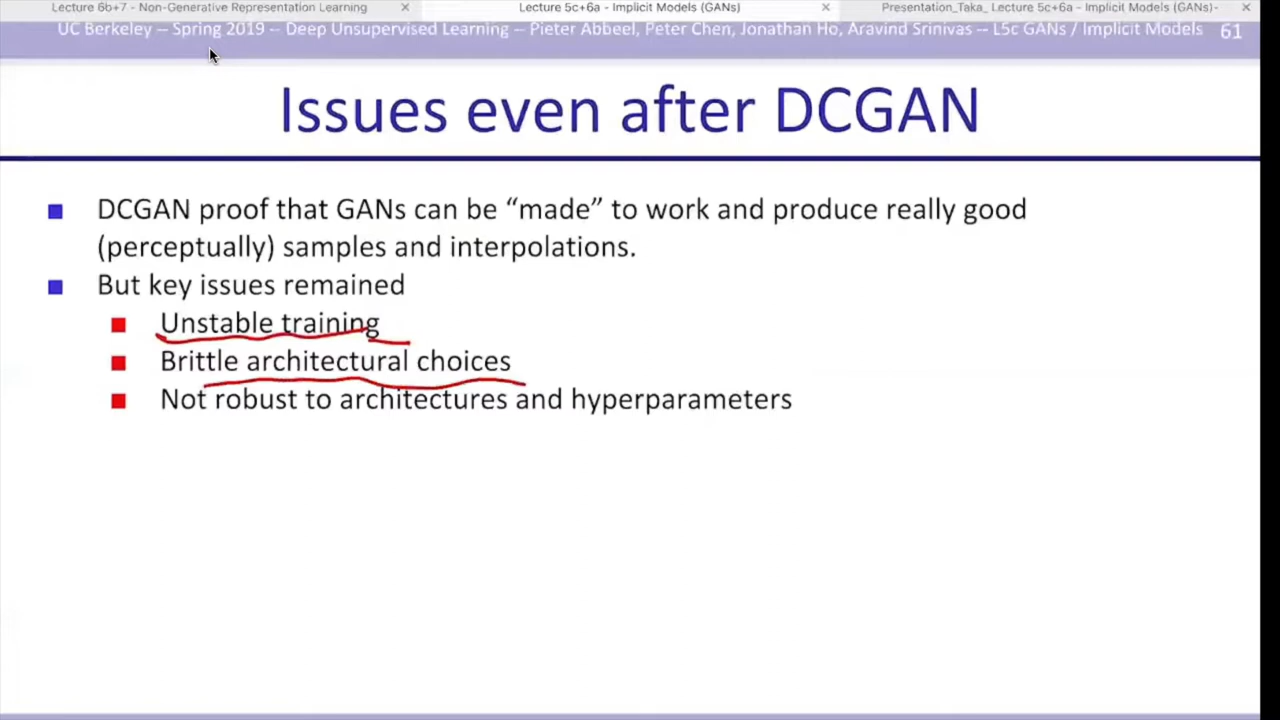 Lecture 6b+7 - Non-Generative Representation Learning × Lecture 5c+6a - Implicit Models (GANs) × Presentation_Taka_ Lecture 5c+6a - Implicit Models (GANs)- ×
UC Berkeley -- Spring 2019 -- Deep Unsupervised Learning -- Pieter Abbeel, Peter Chen, Jonathan Ho, Aravind Srinivas -- L5c GANs / Implicit Models 61
Issues even after DCGAN
DCGAN proof that GANs can be “made” to work and produce really good
(perceptually) samples and interpolations.
But key issues remained
Unstable training
Brittle architectural choices
Not robust to architectures and hyperparameters